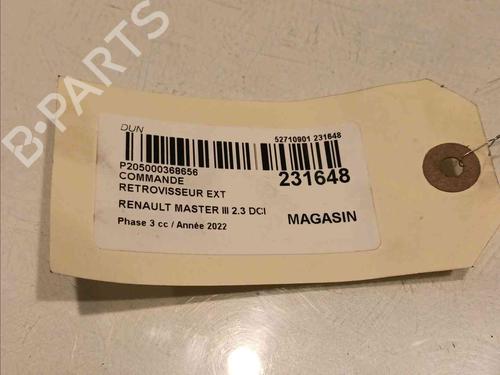 DUN
52710901 231648
P205000368656
COMMANDE
RETROVISSEUR EXT
231648
RENAULT MASTER III 2.3 DCI
MAGASIN
Phase 3 cc / Année 2022
B-PARTS